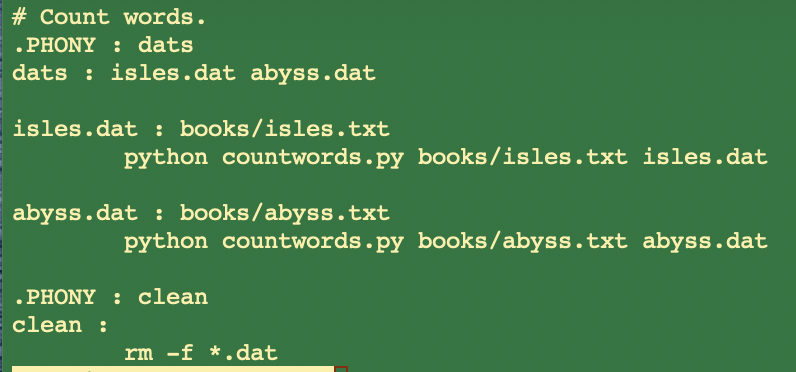 # Count words.
.PHONY : dats
dats : isles.dat abyss.dat

isles.dat : books/isles.txt
        python countwords.py books/isles.txt isles.dat

abyss.dat : books/abyss.txt
        python countwords.py books/abyss.txt abyss.dat

.PHONY : clean
clean :
        rm -f *.dat